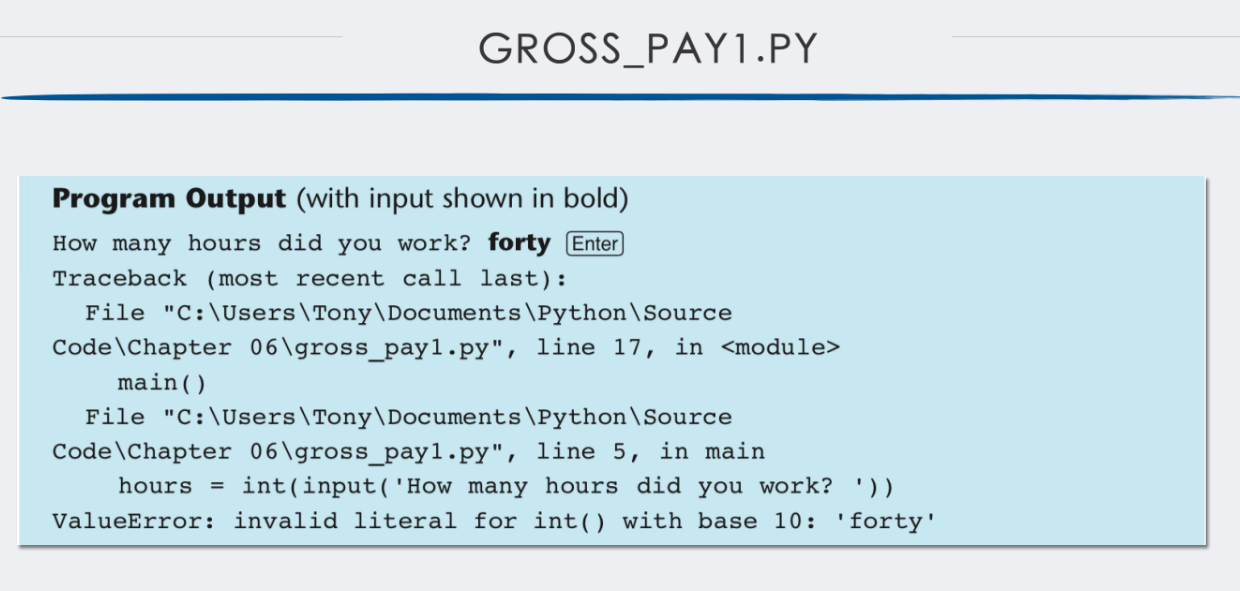 GROSS_PAY1.PY
Program Output (with input shown in bold)
How many hours did you work? forty Enter
Traceback (most recent call last):
File "C:\Users\Tony\Documents\Python\Source
Code\Chapter 06\gross_pay1.py", line 17, in <module>
main()
File "C:\Users\Tony\Documents\Python\Source
Code\Chapter 06\gross_pay1.py", line 5, in main
hours = int(input('How many hours did you work? '))
ValueError: invalid literal for int() with base 10: 'forty'